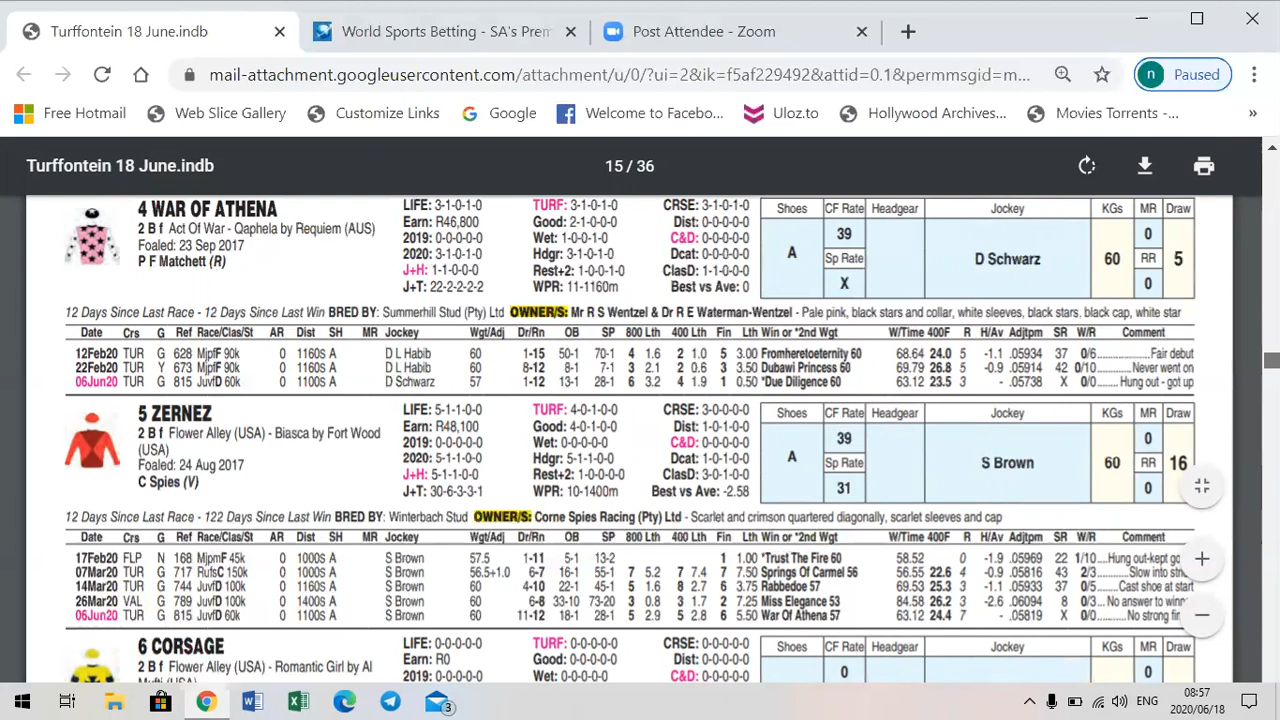 Turffontein 18 June.indb
World Sports Betting - SA's Prem
Post Attendee - Zoom
mail-attachment.googleusercontent.com/attachment/u/0/?ui=2&ik=f5af229492&attid=0.1&permmsgid=m...
n Paused
Free Hotmail
Web Slice Gallery
Customize Links
Google
Welcome to Facebo...
Uloz.to
Hollywood Archives...
Movies Torrents -...
»
Turffontein 18 June.indb
15 / 36
4 WAR OF ATHENA
2 B f Act Of War - Qaphela by Requiem (AUS)
Foaled: 23 Sep 2017
P F Matchett (R)
LIFE: 3-1-0-1-0 TURF: 3-1-0-1-0 CRSE: 3-1-0-1-0
Earn: R46,800 Good: 2-1-0-0-0 Dist: 0-0-0-0-0
2019: 0-0-0-0-0 Wet: 1-0-0-1-0 C&D: 0-0-0-0-0
2020: 3-1-0-1-0 Hdgr: 3-1-0-1-0 Dcat: 0-0-0-0-0
J+H: 1-1-0-0-0 Rest+2: 1-0-0-1-0 ClasD: 1-1-0-0-0
J+T: 22-2-2-2-2 WPR: 11-1160m Best vs Ave: 0
Shoes CF Rate Headgear Jockey KGs MR Draw
A 39 D Schwarz 60 0 5
Sp Rate RR
X 0
12 Days Since Last Race - 12 Days Since Last Win BRED BY: Summerhill Stud (Pty) Ltd OWNER/S: Mr R S Wentzel & Dr R E Waterman-Wentzel - Pale pink, black stars and collar, white sleeves, black stars, black cap, white star
Date Crs G Ref Race/Clas/St AR Dist SH MR Jockey Wgt/Adj Dr/Rn OB SP 800 Lth 400 Lth Fin Lth Win or *2nd Wgt W/Time 400F R H/Av Adjtpm SR W/R Comment
12Feb20 TUR G 628 MjpfF 90k 0 1160S A D L Habib 60 1-15 50-1 70-1 4 1.6 2 1.0 5 3.00 Fromheretoeternity 60 68.64 24.0 5 -1.1 .05934 37 0/6 Fair debut
22Feb20 TUR Y 673 MjpfF 90k 0 1160S A D L Habib 60 8-12 8-1 7-1 3 2.1 2 0.6 3 3.50 Dubawi Princess 60 69.79 26.8 5 -0.9 .05914 42 0/10 Never went on
06Jun20 TUR G 815 JuvfD 60k 0 1160S A D Schwarz 57 1-12 13-1 28-1 6 3.2 4 1.9 1 0.50 *Due Diligence 60 63.12 23.5 3 - .05738 X 0/0 Hung out - got up
5 ZERNEZ
2 B f Flower Alley (USA) - Biasca by Fort Wood
(USA)
Foaled: 24 Aug 2017
C Spies (V)
LIFE: 5-1-1-0-0 TURF: 4-0-1-0-0 CRSE: 3-0-0-0-0
Earn: R48,100 Good: 4-0-1-0-0 Dist: 1-0-1-0-0
2019: 0-0-0-0-0 Wet: 0-0-0-0-0 C&D: 0-0-0-0-0
2020: 5-1-1-0-0 Hdgr: 5-1-1-0-0 Dcat: 1-0-1-0-0
J+H: 5-1-1-0-0 Rest+2: 1-0-0-0-0 ClasD: 3-0-1-0-0
J+T: 30-6-3-3-1 WPR: 10-1400m Best vs Ave: -2.58
Shoes CF Rate Headgear Jockey KGs MR Draw
A 39 S Brown 60 0 16
Sp Rate RR
31 0
12 Days Since Last Race - 122 Days Since Last Win BRED BY: Winterbach Stud OWNER/S: Corne Spies Racing (Pty) Ltd - Scarlet and crimson quartered diagonally, scarlet sleeves and cap
Date Crs G Ref Race/Clas/St AR Dist SH MR Jockey Wgt/Adj Dr/Rn OB SP 800 Lth 400 Lth Fin Lth Win or *2nd Wgt W/Time 400F R H/Av Adjtpm SR W/R Comment
17Feb20 FLP N 168 MjpmF 45k 0 1000S A S Brown 57.5 1-11 5-1 13-2 1 1.00 *Trust The Fire 60 58.52 0 -1.9 .05969 22 1/10 Hung out-kept go
07Mar20 TUR G 717 RufsC 150k 0 1000S A S Brown 56.5+1.0 6-7 16-1 55-1 7 5.2 7 7.4 7 7.50 Springs Of Carmel 56 56.55 22.6 4 -0.9 .05816 43 2/3 Slow into stri
14Mar20 TUR G 744 JuvfD 100k 0 1160S A S Brown 60 4-10 22-1 45-1 5 1.6 8 2.7 6 3.75 Rabbedoe 57 69.53 25.3 1 -1.1 .05933 37 0/5 Cast shoe at start
26Mar20 VAL G 789 JuvfD 100k 0 1400S A S Brown 60 6-8 33-10 73-20 3 0.8 3 1.7 2 7.25 Miss Elegance 53 84.58 26.2 3 -2.6 .06094 8 0/3 No answer to winne
06Jun20 TUR G 815 JuvfD 60k 0 1160S A S Brown 60 11-12 18-1 28-1 5 2.9 5 2.8 6 5.50 War Of Athena 57 63.12 24.4 7 - .05819 X 0/0 No strong fin
6 CORSAGE
2 B f Flower Alley (USA) - Romantic Girl by Al
Mufti (USA)
LIFE: 0-0-0-0-0 TURF: 0-0-0-0-0 CRSE: 0-0-0-0-0
Earn: R0 Good: 0-0-0-0-0 Dist: 0-0-0-0-0
2019: 0-0-0-0-0 Wet: 0-0-0-0-0 C&D: 0-0-0-0-0
Shoes CF Rate Headgear Jockey KGs MR Draw
0 0
3
ENG
08:57
2020/06/18